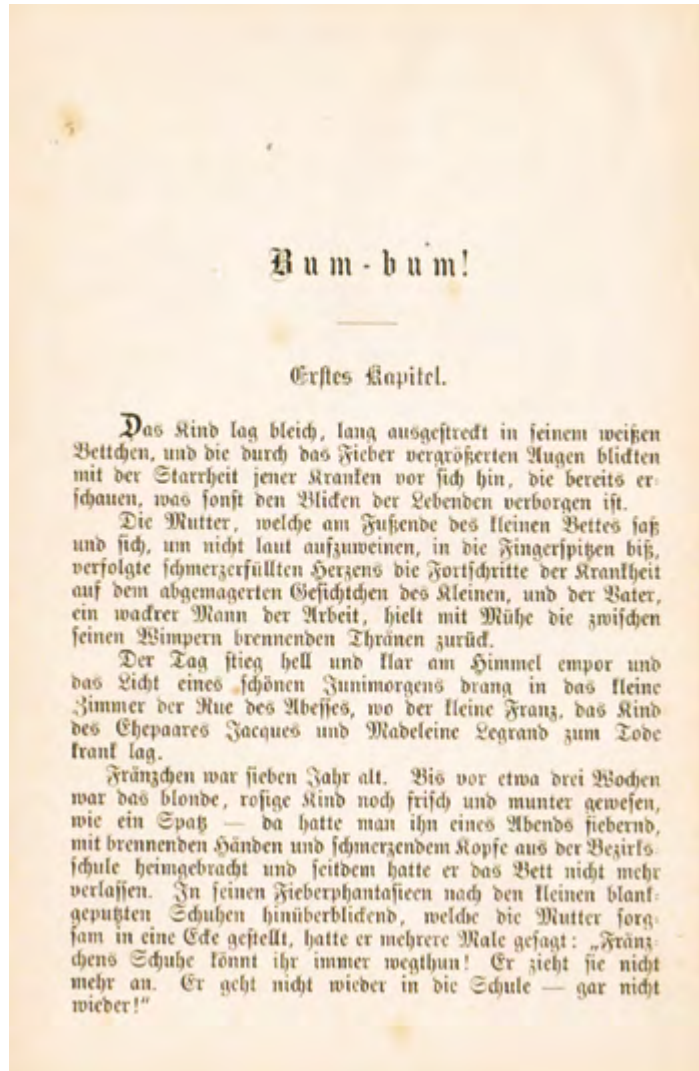 Bum-bum!
Erstes Kapitel.
Das Kind lag bleich, lang ausgestreckt in seinem weißen
Bettchen, und die durch das Fieber vergrößerten Augen blickten
mit der Starrheit jener Kranken vor sich hin, die bereits er-
schauen, was sonst den Blicken der Lebenden verborgen ist.
Die Mutter, welche am Fußende des kleinen Bettes saß
und sich, um nicht laut aufzuweinen, in die Fingerspitzen biß,
verfolgte schmerzerfüllten Herzens die Fortschritte der Krankheit
auf dem abgemagerten Gesichtchen des Kleinen, und der Vater,
ein wackrer Mann der Arbeit, hielt mit Mühe die zwischen
seinen Wimpern brennenden Thränen zurück.
Der Tag stieg hell und klar am Himmel empor und
das Licht eines schönen Junimorgens drang in das kleine
Zimmer der Rue des Abesses, wo der kleine Franz, das Kind
des Ehepaares Jacques und Madeleine Legrand zum Tode
krank lag.
Fränzchen war sieben Jahr alt. Bis vor etwa drei Wochen
war das blonde, rosige Kind noch frisch und munter gewesen,
wie ein Spatz — da hatte man ihn eines Abends fiebernd,
mit brennenden Händen und schmerzendem Kopfe aus der Bezirks-
schule heimgebracht und seitdem hatte er das Bett nicht mehr
verlassen. In seinen Fieberphantasieen nach den kleinen blank-
geputzten Schuhen hinüberblickend, welche die Mutter sorg-
sam in eine Ecke gestellt, hatte er mehrere Male gesagt: „Fränz-
chens Schuhe könnt ihr immer wegthun! Er zieht sie nicht
mehr an. Er geht nicht wieder in die Schule — gar nicht
wieder!“